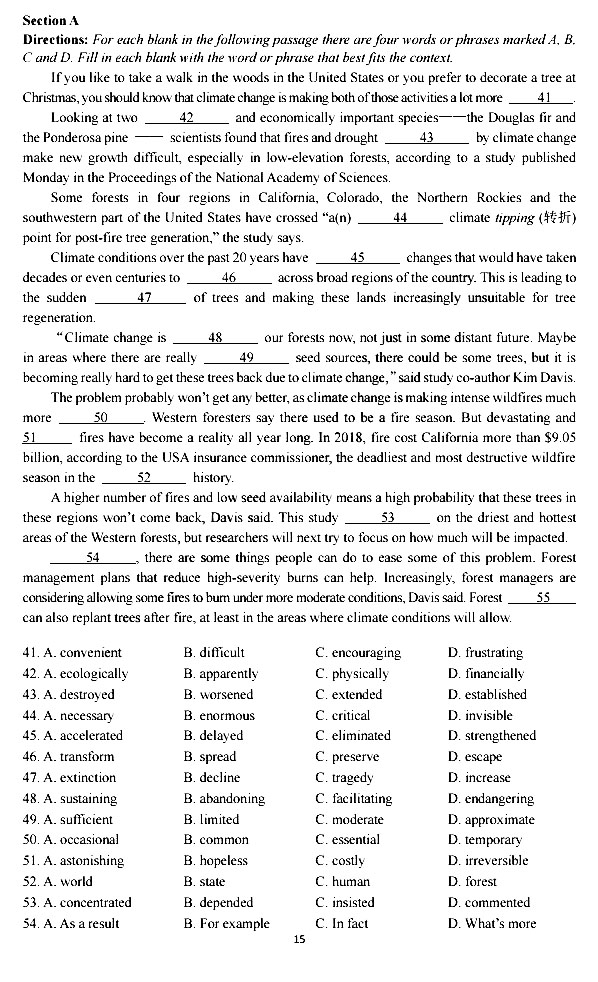 Section A
Directions: For each blank in the following passage there are four words or phrases marked A, B,
C and D. Fill in each blank with the word or phrase that best fits the context.
If you like to take a walk in the woods in the United States or you prefer to decorate a tree at
Christmas, you should know that climate change is making both of those activities a lot more ___41___.
Looking at two ___42___ and economically important species——the Douglas fir and
the Ponderosa pine —— scientists found that fires and drought ___43___ by climate change
make new growth difficult, especially in low-elevation forests, according to a study published
Monday in the Proceedings of the National Academy of Sciences.
Some forests in four regions in California, Colorado, the Northern Rockies and the
southwestern part of the United States have crossed “a(n) ___44___ climate tipping (转折)
point for post-fire tree generation,” the study says.
Climate conditions over the past 20 years have ___45___ changes that would have taken
decades or even centuries to ___46___ across broad regions of the country. This is leading to
the sudden ___47___ of trees and making these lands increasingly unsuitable for tree
regeneration.
“Climate change is ___48___ our forests now, not just in some distant future. Maybe
in areas where there are really ___49___ seed sources, there could be some trees, but it is
becoming really hard to get these trees back due to climate change,” said study co-author Kim Davis.
The problem probably won’t get any better, as climate change is making intense wildfires much
more ___50___. Western foresters say there used to be a fire season. But devastating and
51___ fires have become a reality all year long. In 2018, fire cost California more than $9.05
billion, according to the USA insurance commissioner, the deadliest and most destructive wildfire
season in the ___52___ history.
A higher number of fires and low seed availability means a high probability that these trees in
these regions won’t come back, Davis said. This study ___53___ on the driest and hottest
areas of the Western forests, but researchers will next try to focus on how much will be impacted.
___54___, there are some things people can do to ease some of this problem. Forest
management plans that reduce high-severity burns can help. Increasingly, forest managers are
considering allowing some fires to burn under more moderate conditions, Davis said. Forest ___55___
can also replant trees after fire, at least in the areas where climate conditions will allow.
41. A. convenient B. difficult C. encouraging D. frustrating
42. A. ecologically B. apparently C. physically D. financially
43. A. destroyed B. worsened C. extended D. established
44. A. necessary B. enormous C. critical D. invisible
45. A. accelerated B. delayed C. eliminated D. strengthened
46. A. transform B. spread C. preserve D. escape
47. A. extinction B. decline C. tragedy D. increase
48. A. sustaining B. abandoning C. facilitating D. endangering
49. A. sufficient B. limited C. moderate D. approximate
50. A. occasional B. common C. essential D. temporary
51. A. astonishing B. hopeless C. costly D. irreversible
52. A. world B. state C. human D. forest
53. A. concentrated B. depended C. insisted D. commented
54. A. As a result B. For example C. In fact D. What’s more
15